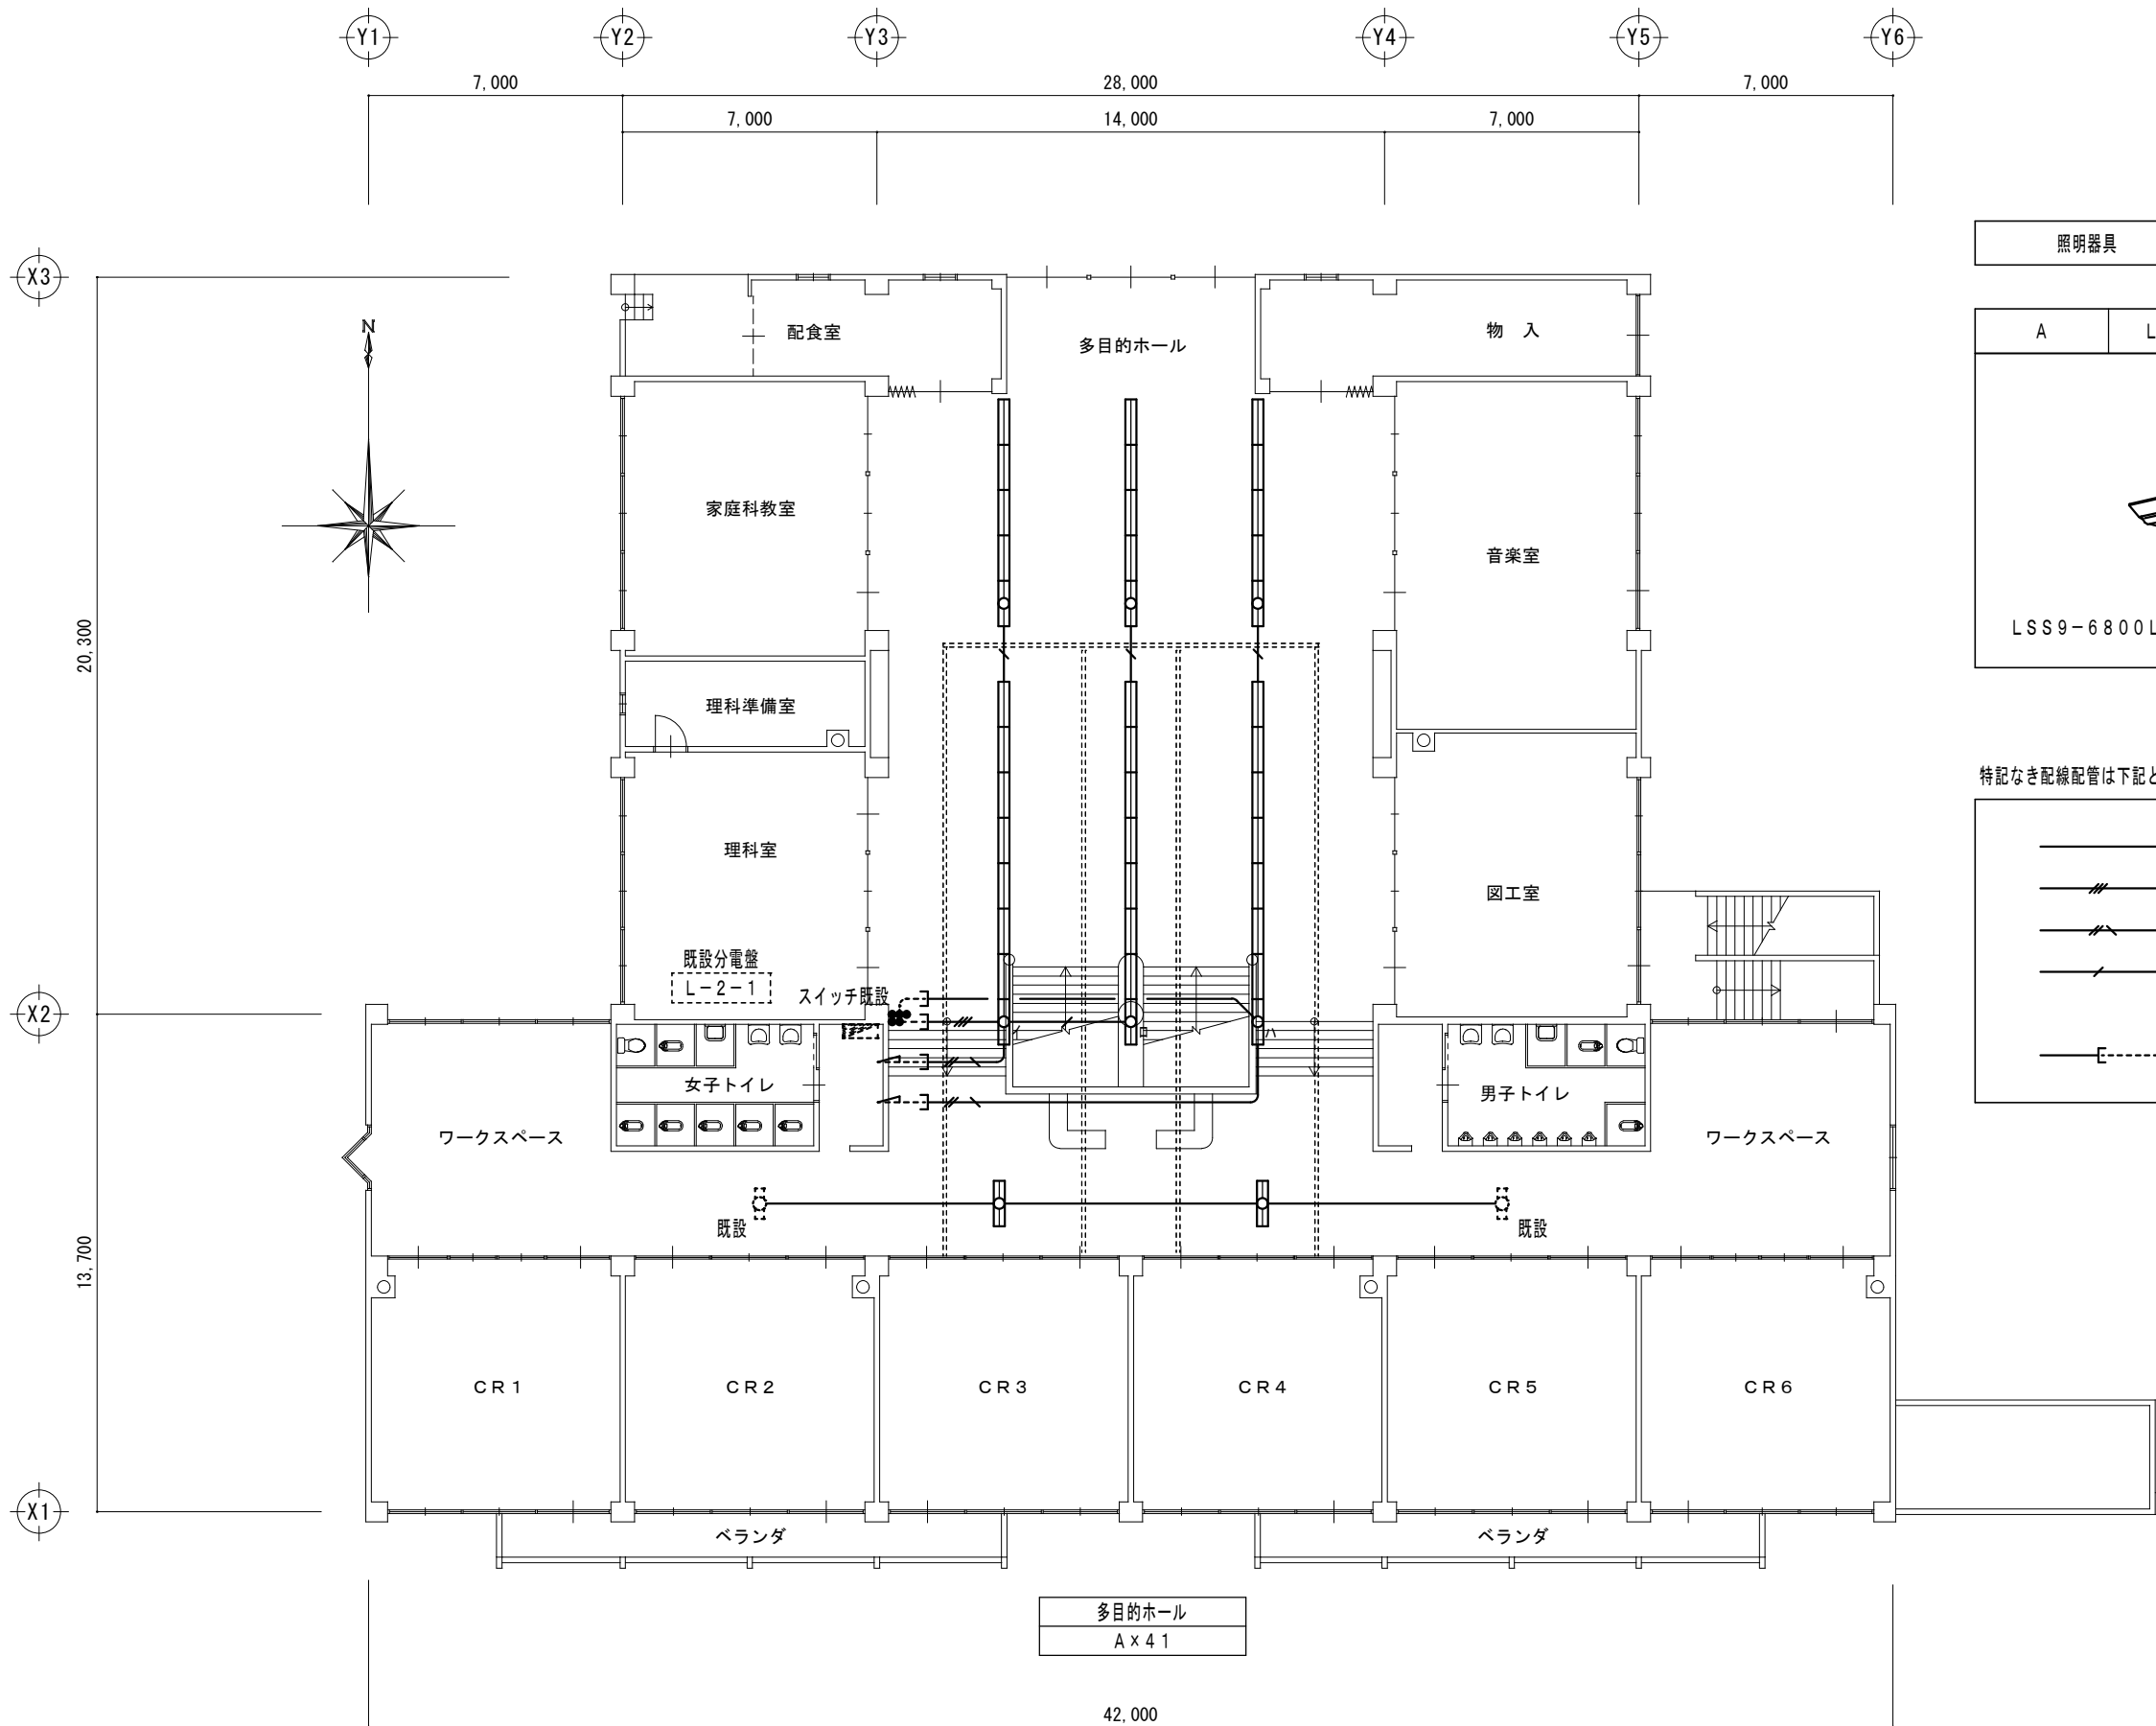 Y1 Y2 Y3 Y4 Y5 Y6
7,000 28,000 7,000
7,000 14,000 7,000
X3
照明器具
N
配食室
多目的ホール
物 入
A L
家庭科教室
音楽室
LSS9-6800L
20,300
理科準備室
特記なき配線配管は下記と
理科室
図工室
既設分電盤
L-2-1
スイッチ既設
X2
イ ロ ハ
女子トイレ
男子トイレ
ワークスペース
ワークスペース
既設
既設
13,700
CR1 CR2 CR3 CR4 CR5 CR6
X1
ベランダ
ベランダ
多目的ホール
A×41
42,000